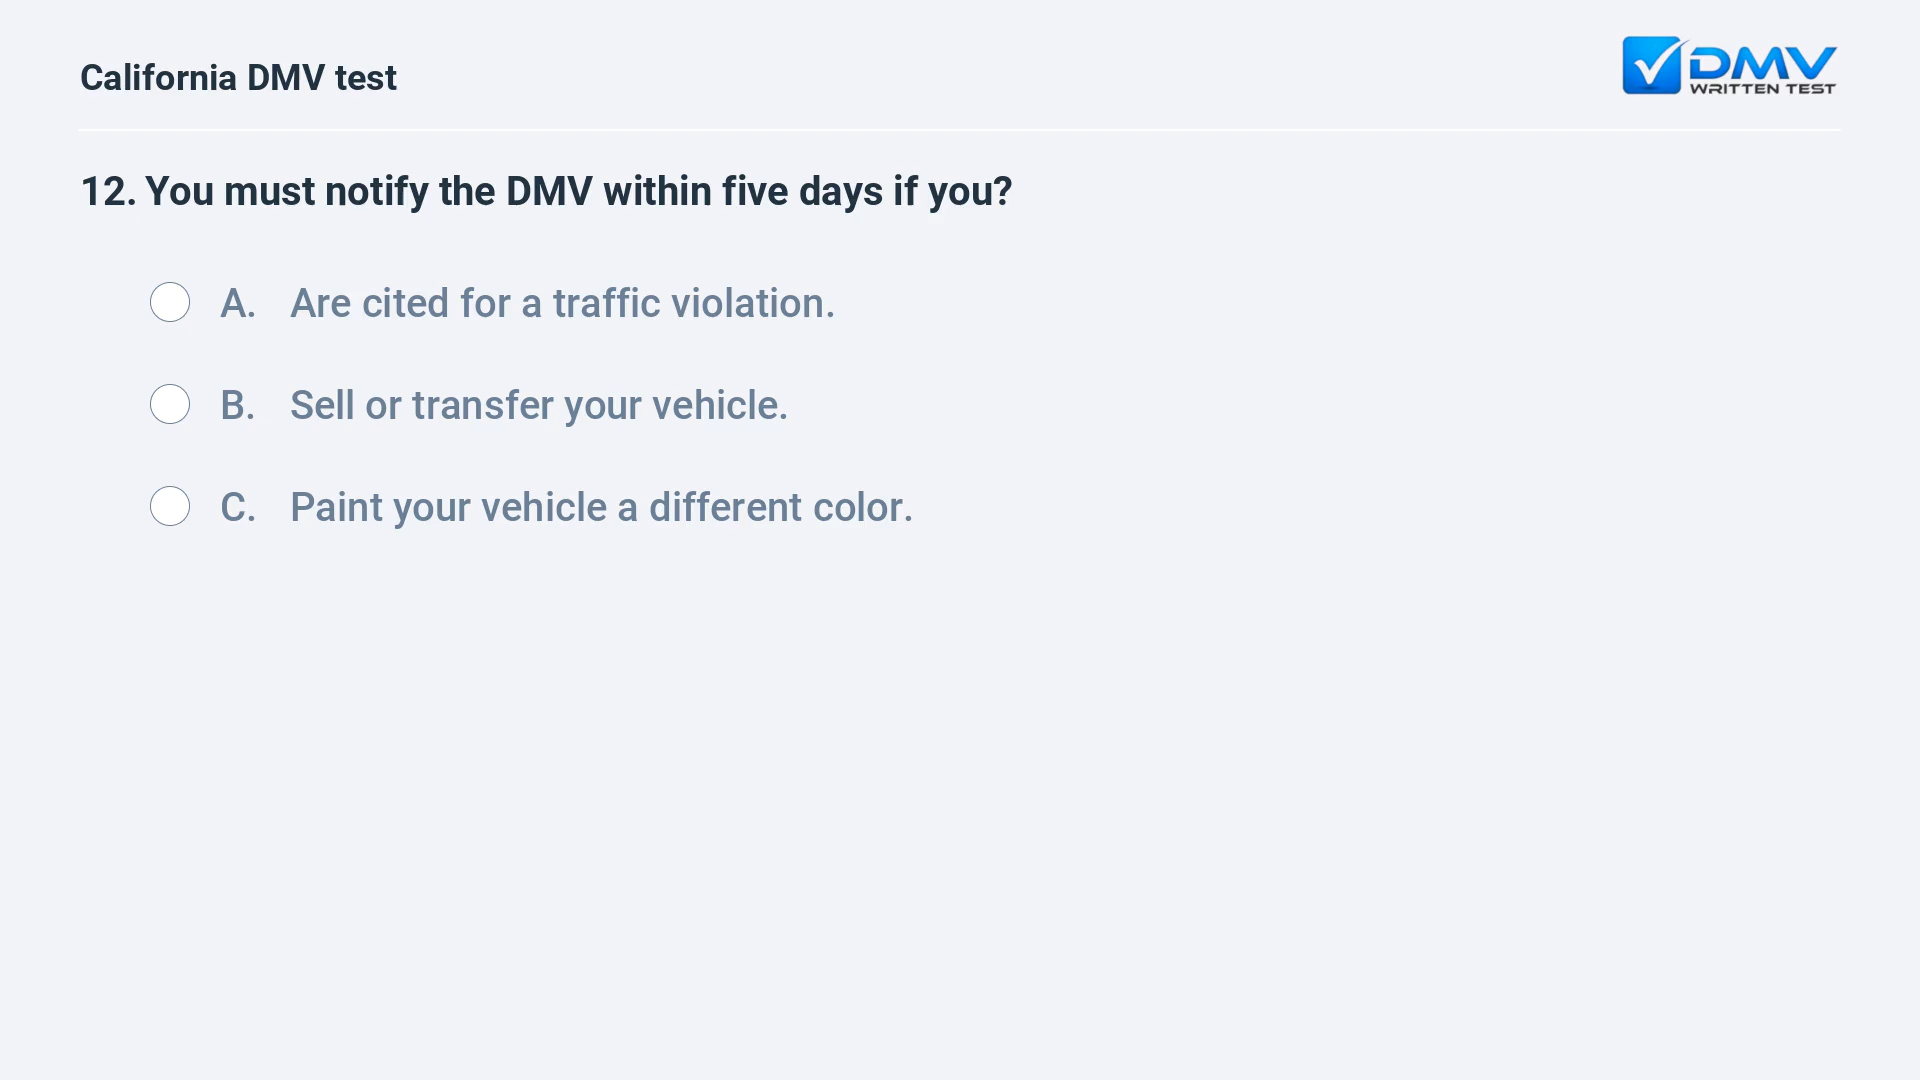 California DMV test
DMV
WRITTEN TEST
12. You must notify the DMV within five days if you?
A. Are cited for a traffic violation.
B. Sell or transfer your vehicle.
C. Paint your vehicle a different color.